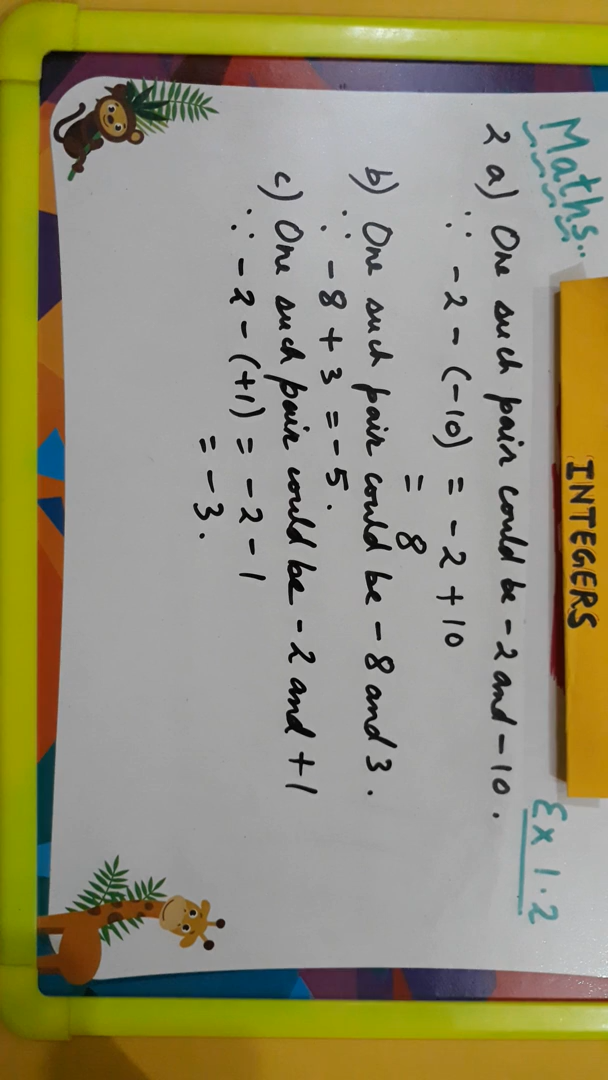 Maths..
INTEGERS
Ex 1.2
2 a) One such pair could be -2 and -10.
∵ -2 - (-10) = -2 + 10
= 8
b) One such pair could be -8 and 3.
∵ -8 + 3 = -5.
c) One such pair could be -2 and +1
∵ -2 - (+1) = -2 - 1
= -3.